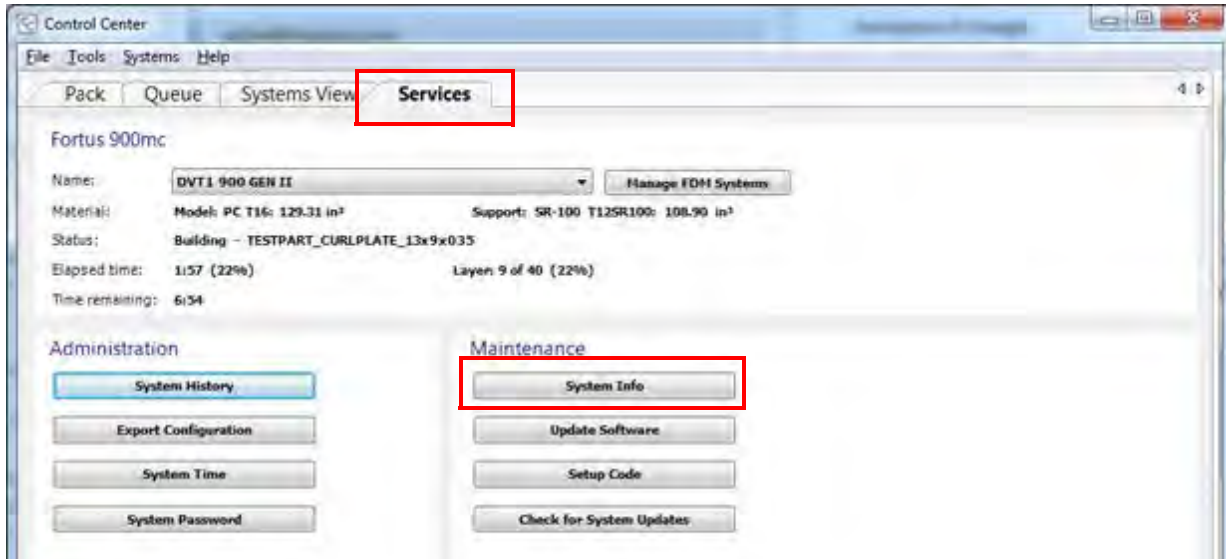 Control Center
File Tools Systems Help
Pack Queue Systems View Services
Fortus 900mc
Name: DVT1 900 GEN II Manage FDM Systems
Material: Model: PC T16: 129.31 in³ Support: SR-100 T12SR100: 108.90 in³
Status: Building - TESTPART_CURLPLATE_13x9x035
Elapsed time: 1:57 (22%) Layer: 9 of 40 (22%)
Time remaining: 6:54
Administration Maintenance
System History System Info
Export Configuration Update Software
System Time Setup Code
System Password Check for System Updates